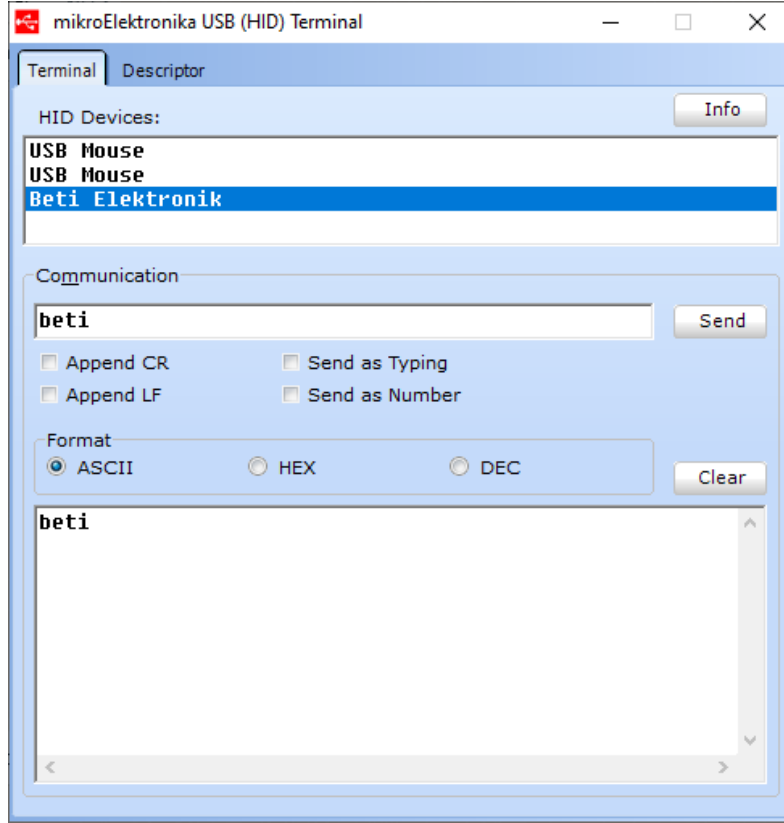 mikroElektronika USB (HID) Terminal
Terminal Descriptor
HID Devices: Info
USB Mouse
USB Mouse
Beti Elektronik
Communication
beti Send
Append CR Send as Typing
Append LF Send as Number
Format
ASCII HEX DEC
Clear
beti